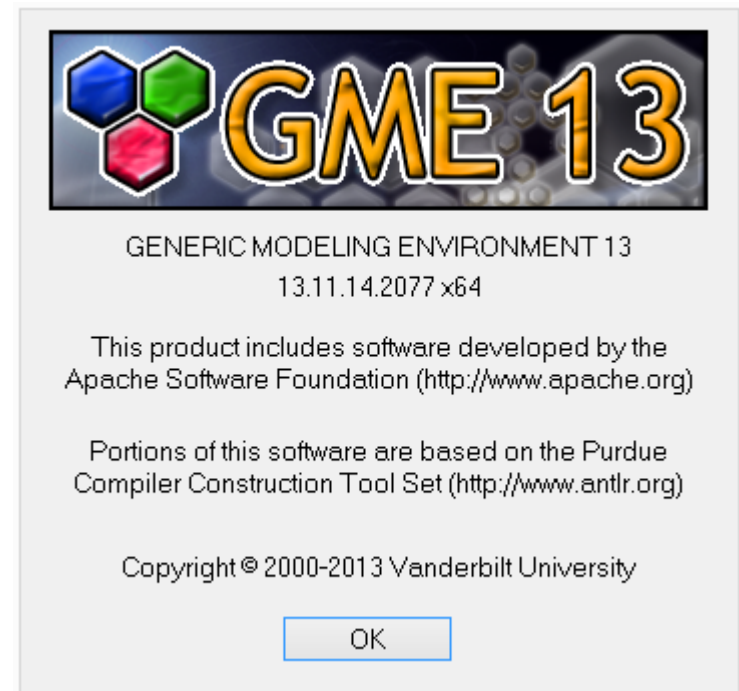 GME 13
GENERIC MODELING ENVIRONMENT 13
13.11.14.2077 x64
This product includes software developed by the
Apache Software Foundation (http://www.apache.org)
Portions of this software are based on the Purdue
Compiler Construction Tool Set (http://www.antlr.org)
Copyright © 2000-2013 Vanderbilt University
OK